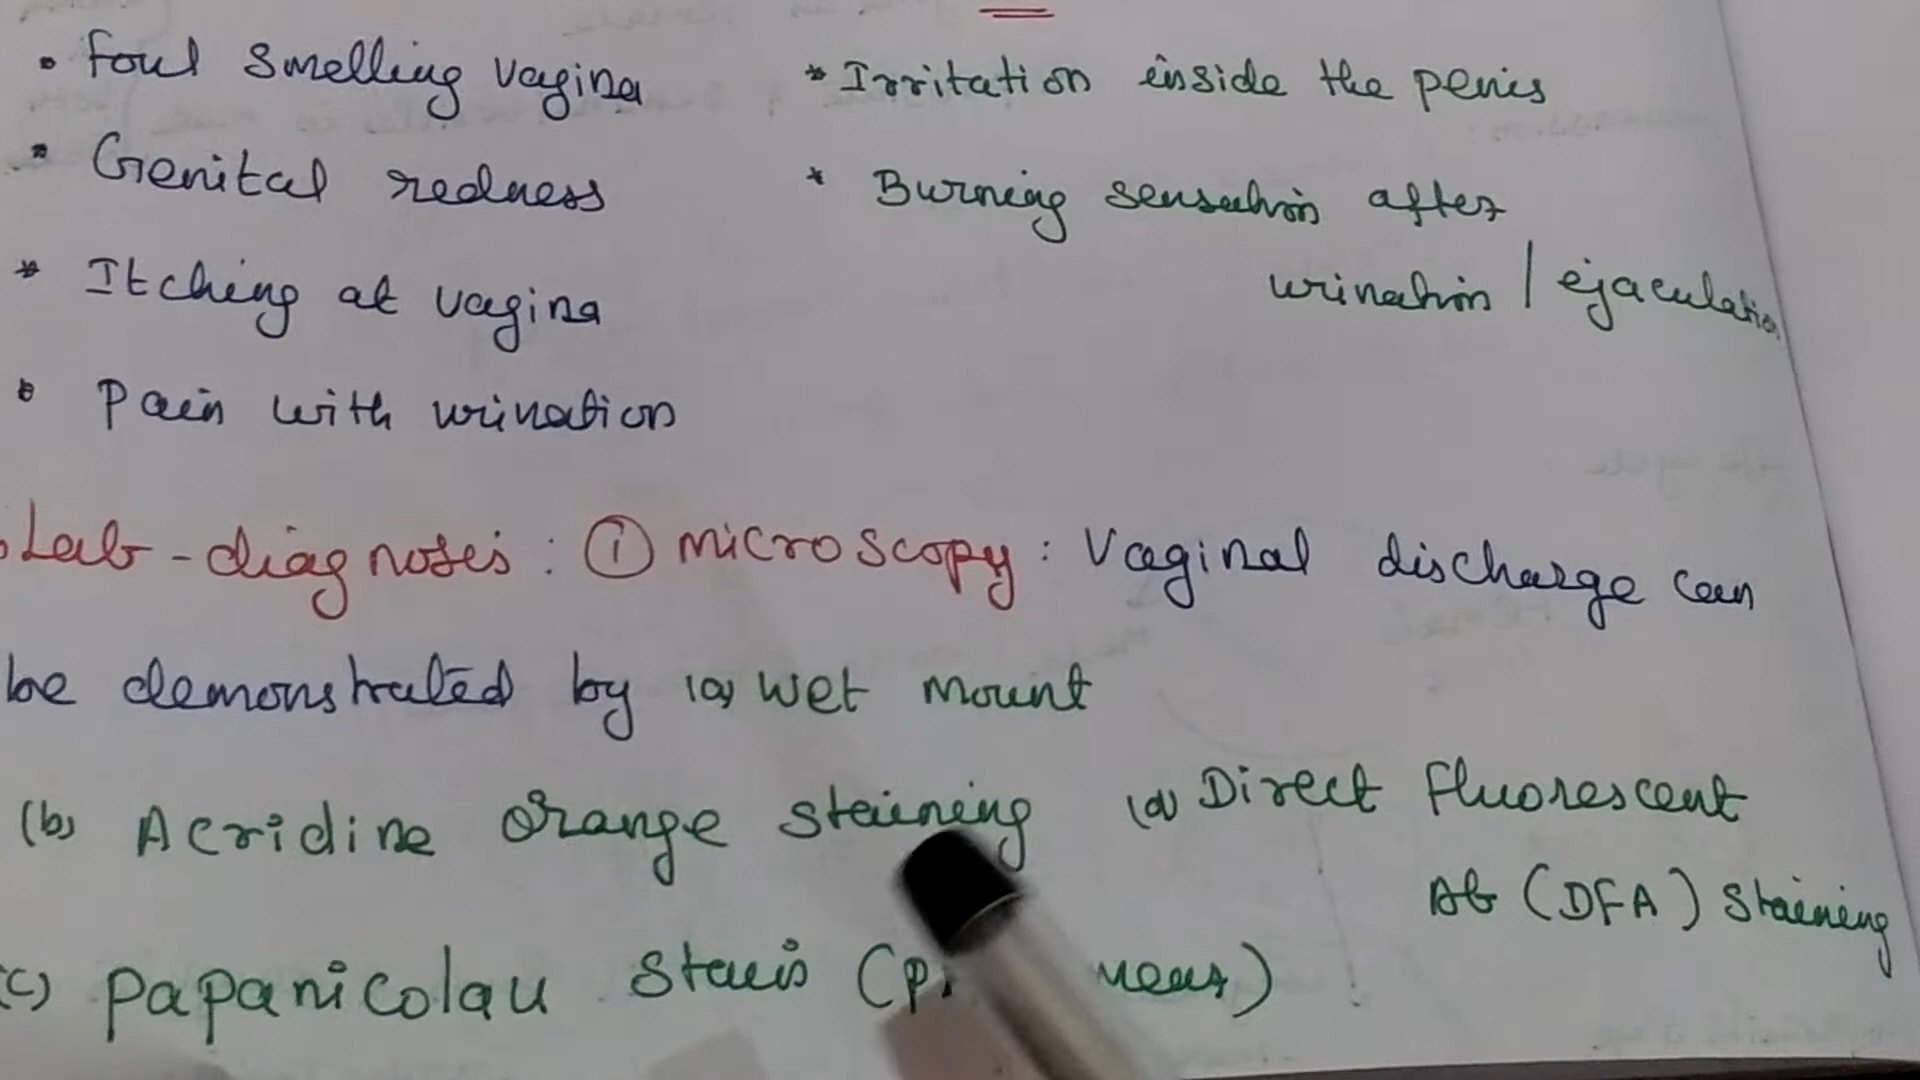 • Foul smelling vagina
• Genital redness
* Itching at vagina
• Pain with urination
* Irritation inside the penis
* Burning sensation after
urination / ejaculation
Lab-diagnosis: ① microscopy: Vaginal discharge can
be demonstrated by (a) Wet mount
(b) Acridine Orange staining (d) Direct Fluorescent
Ab (DFA) Staining
(c) Papanicolau Stain